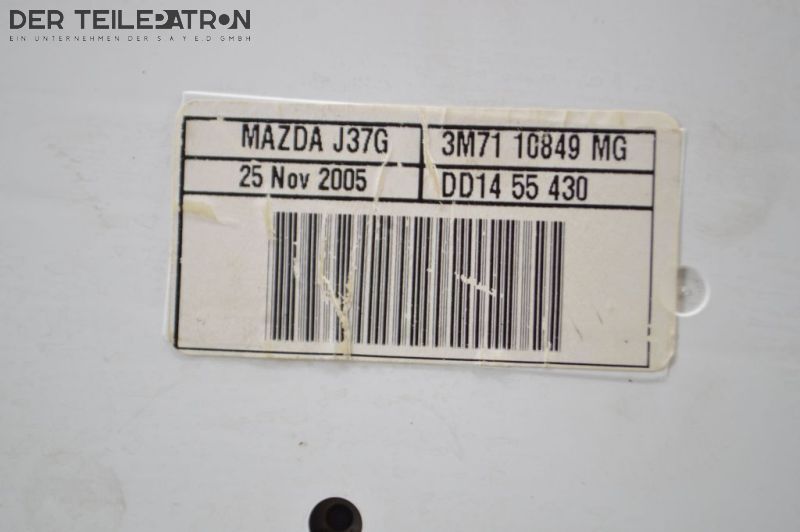 DER TEILEPATRON
EIN UNTERNEHMEN DER S A Y E.D GMBH
MAZDA J37G
3M71 10849 MG
25 Nov 2005
DD14 55 430